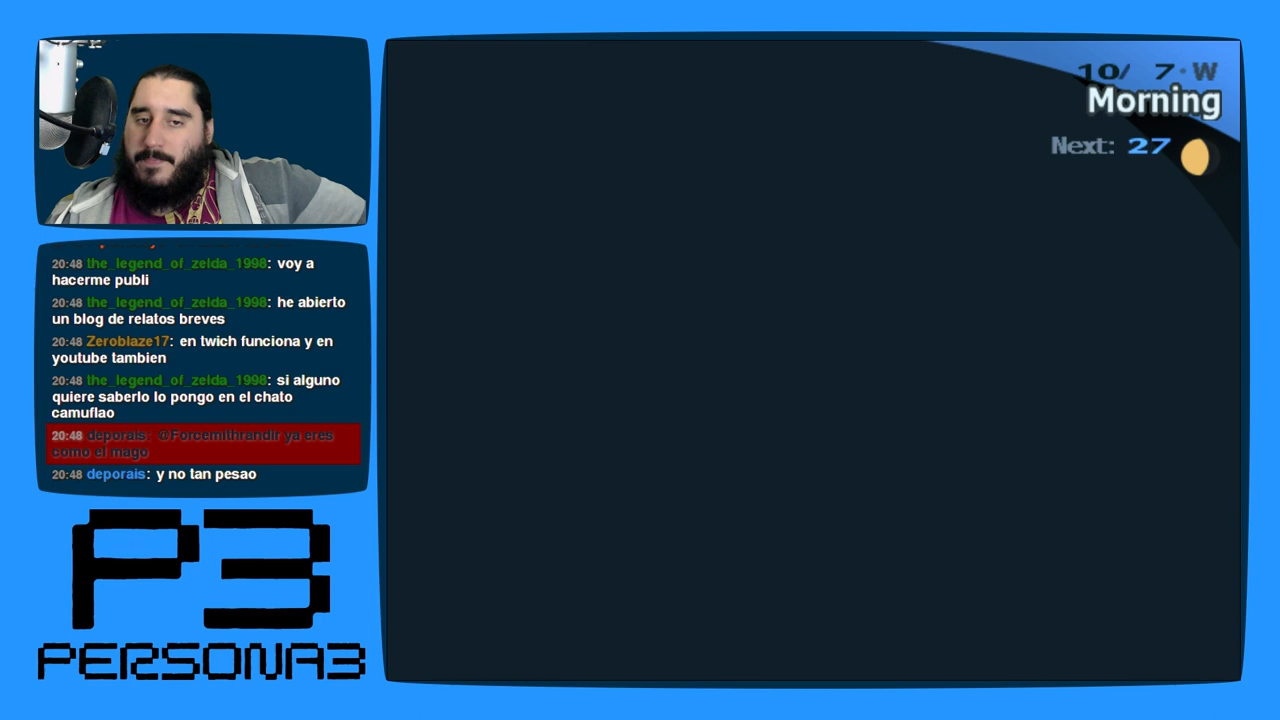 20:48 the_legend_of_zelda_1998: voy a
hacerme publi
20:48 the_legend_of_zelda_1998: he abierto
un blog de relatos breves
20:48 Zeroblaze17: en twich funciona y en
youtube tambien
20:48 the_legend_of_zelda_1998: si alguno
quiere saberlo lo pongo en el chato
camuflao
20:48 deporais: @Forcemithrandir ya eres
como el mago
20:48 deporais: y no tan pesao
P3
PERSONA3
10/ 7·W
Morning
Next: 27